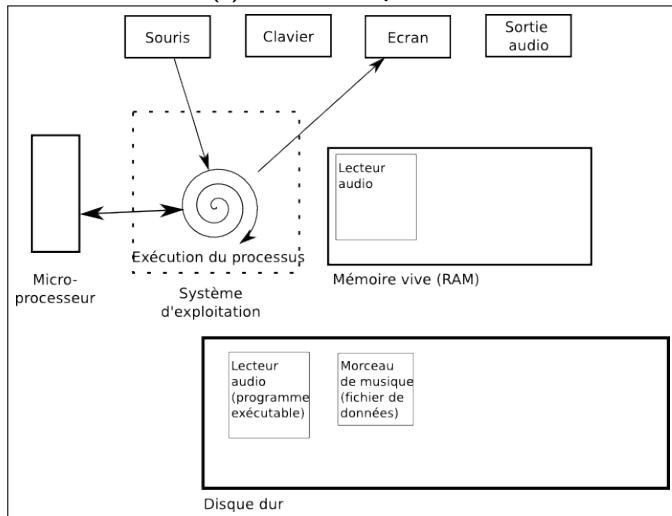 Souris
Clavier
Ecran
Sortie
audio
Lecteur
audio
Exécution du processus
Micro-
processeur
Système
d'exploitation
Mémoire vive (RAM)
Lecteur
audio
(programme
exécutable)
Morceau
de musique
(fichier de
données)
Disque dur